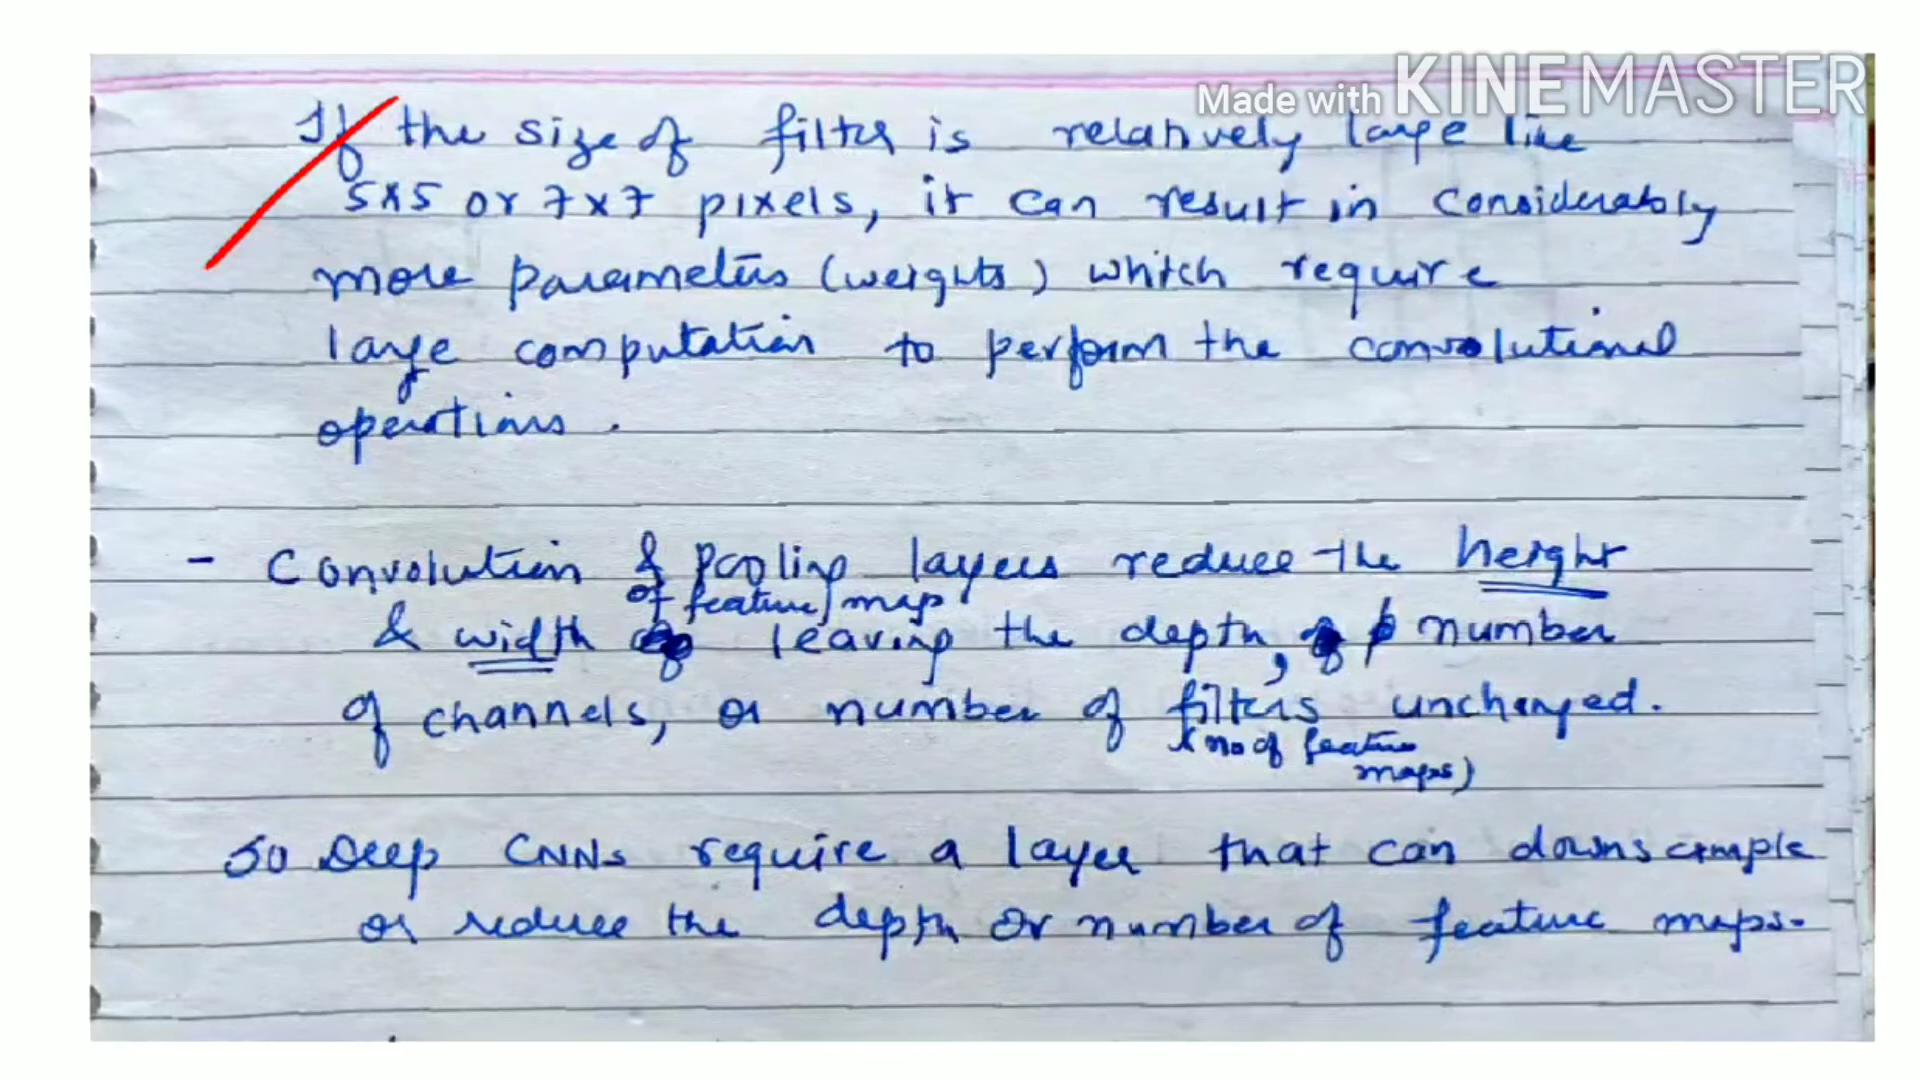 Made with KINEMASTER
If the size of filter is relatively large like
5x5 or 7x7 pixels, it can result in considerably
more parameters (weights) which require
large computation to perform the convolutional
operations.
- Convolution & pooling layers reduce the height
of feature map
& width leaving the depth, number
of channels, or number of filters unchanged.
(no of feature
maps)
So Deep CNNs require a layer that can downsample
or reduce the depth or number of feature maps.